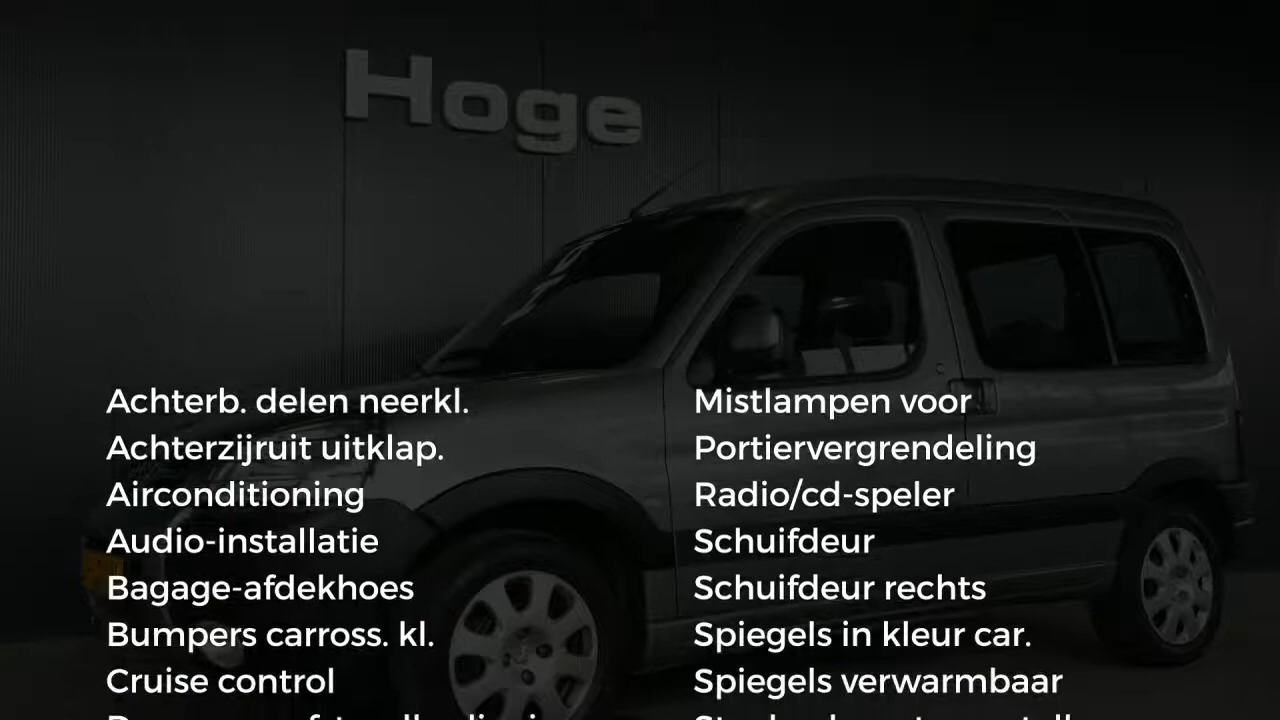 Hoge
Achterb. delen neerkl.
Achterzijruit uitklap.
Airconditioning
Audio-installatie
Bagage-afdekhoes
Bumpers carross. kl.
Cruise control
Mistlampen voor
Portiervergrendeling
Radio/cd-speler
Schuifdeur
Schuifdeur rechts
Spiegels in kleur car.
Spiegels verwarmbaar